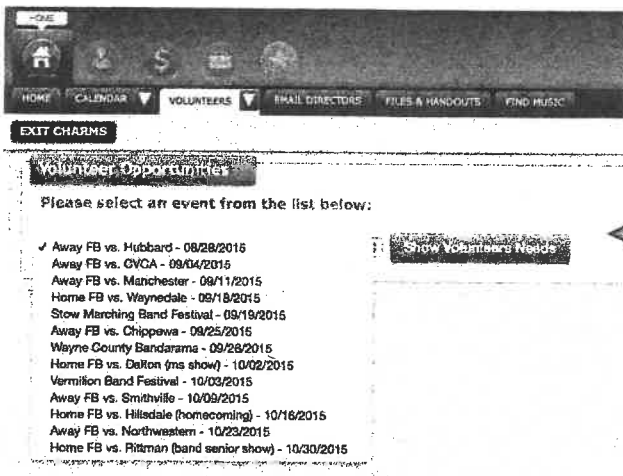 HOME
HOME
CALENDAR
VOLUNTEERS
EMAIL DIRECTORS
FILES & HANDOUTS
FIND MUSIC
EXIT CHARMS
Volunteer Opportunities
Please select an event from the list below:
✓ Away FB vs. Hubbard - 08/28/2015
Show Volunteers Needs
Away FB vs. CVCA - 09/04/2015
Away FB vs. Manchester - 09/11/2015
Home FB vs. Waynedale - 09/18/2015
Stow Marching Band Festival - 09/19/2015
Away FB vs. Chippewa - 09/25/2015
Wayne County Bandarama - 09/26/2015
Home FB vs. Dalton (ms show) - 10/02/2015
Vermilion Band Festival - 10/03/2015
Away FB vs. Smithville - 10/09/2015
Home FB vs. Hillsdale (homecoming) - 10/16/2015
Away FB vs. Northwestern - 10/23/2015
Home FB vs. Rittman (band senior show) - 10/30/2015